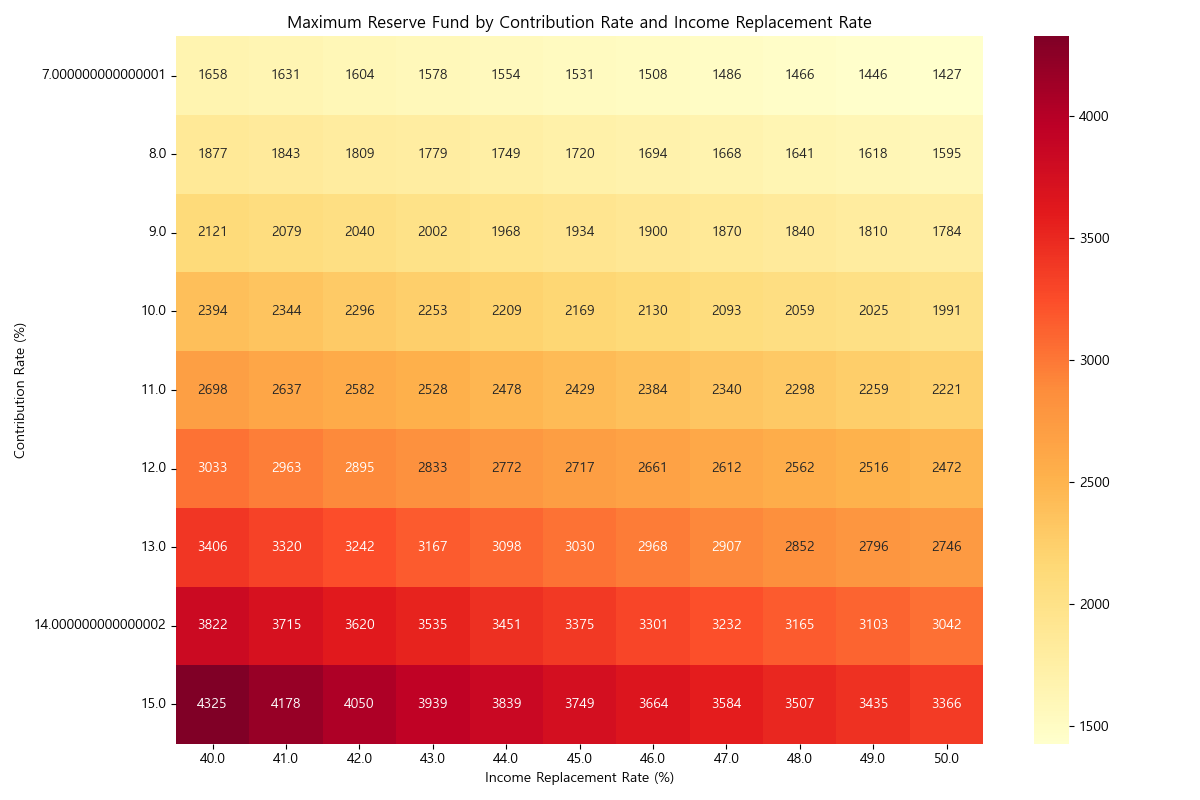 Maximum Reserve Fund by Contribution Rate and Income Replacement Rate
7.000000000000001 1658 1631 1604 1578 1554 1531 1508 1486 1466 1446 1427
8.0 1877 1843 1809 1779 1749 1720 1694 1668 1641 1618 1595
9.0 2121 2079 2040 2002 1968 1934 1900 1870 1840 1810 1784
10.0 2394 2344 2296 2253 2209 2169 2130 2093 2059 2025 1991
11.0 2698 2637 2582 2528 2478 2429 2384 2340 2298 2259 2221
12.0 3033 2963 2895 2833 2772 2717 2661 2612 2562 2516 2472
13.0 3406 3320 3242 3167 3098 3030 2968 2907 2852 2796 2746
14.000000000000002 3822 3715 3620 3535 3451 3375 3301 3232 3165 3103 3042
15.0 4325 4178 4050 3939 3839 3749 3664 3584 3507 3435 3366
40.0 41.0 42.0 43.0 44.0 45.0 46.0 47.0 48.0 49.0 50.0
Income Replacement Rate (%)
Contribution Rate (%)
4000
3500
3000
2500
2000
1500